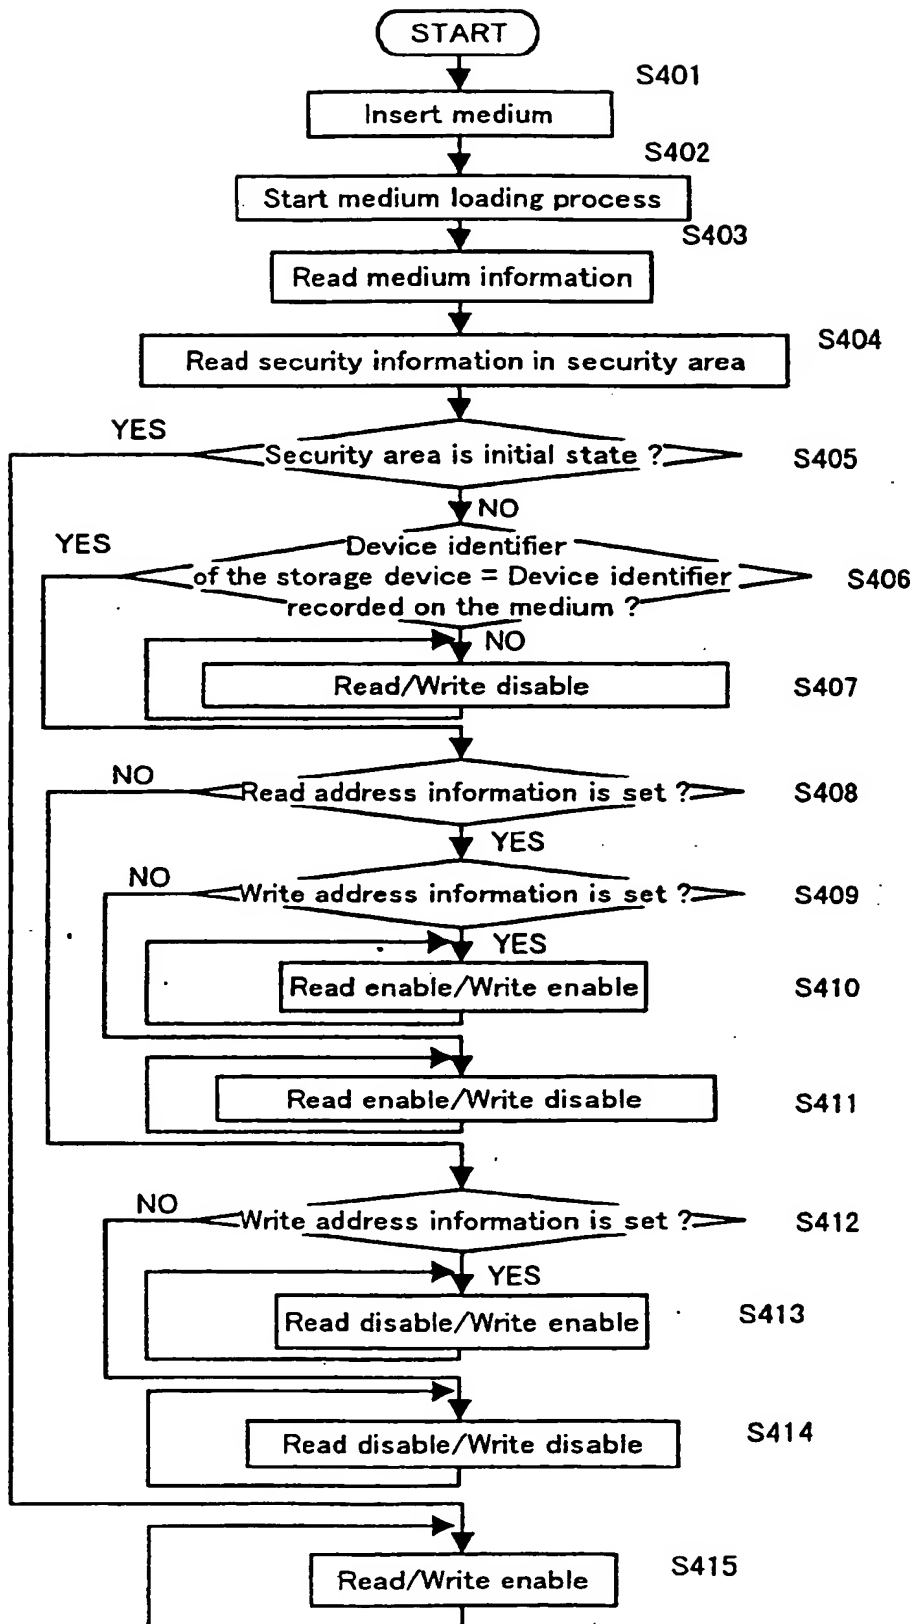 START
S401
Insert medium
S402
Start medium loading process
S403
Read medium information
S404
Read security information in security area
YES
Security area is initial state ?
S405
NO
YES
Device identifier
of the storage device = Device identifier
recorded on the medium ?
S406
NO
Read/Write disable
S407
NO
Read address information is set ?
S408
YES
NO
Write address information is set ?
S409
YES
Read enable/Write enable
S410
Read enable/Write disable
S411
NO
Write address information is set ?
S412
YES
Read disable/Write enable
S413
Read disable/Write disable
S414
Read/Write enable
S415